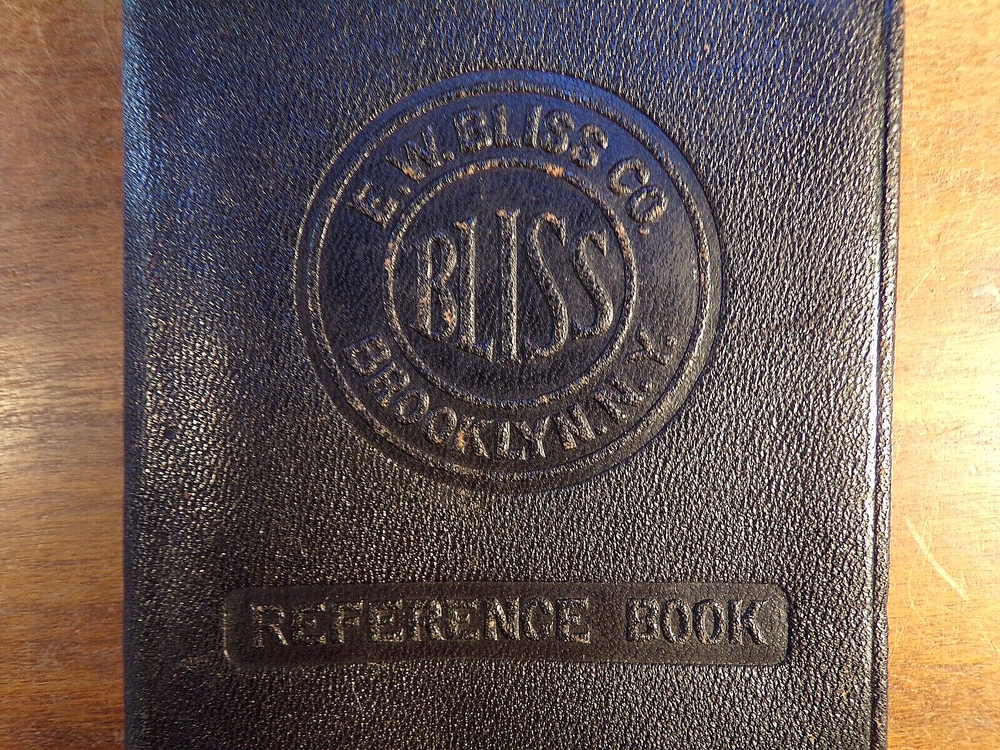 E.W. BLISS CO.
BLISS
BROOKLYN. N.Y.
REFERENCE BOOK